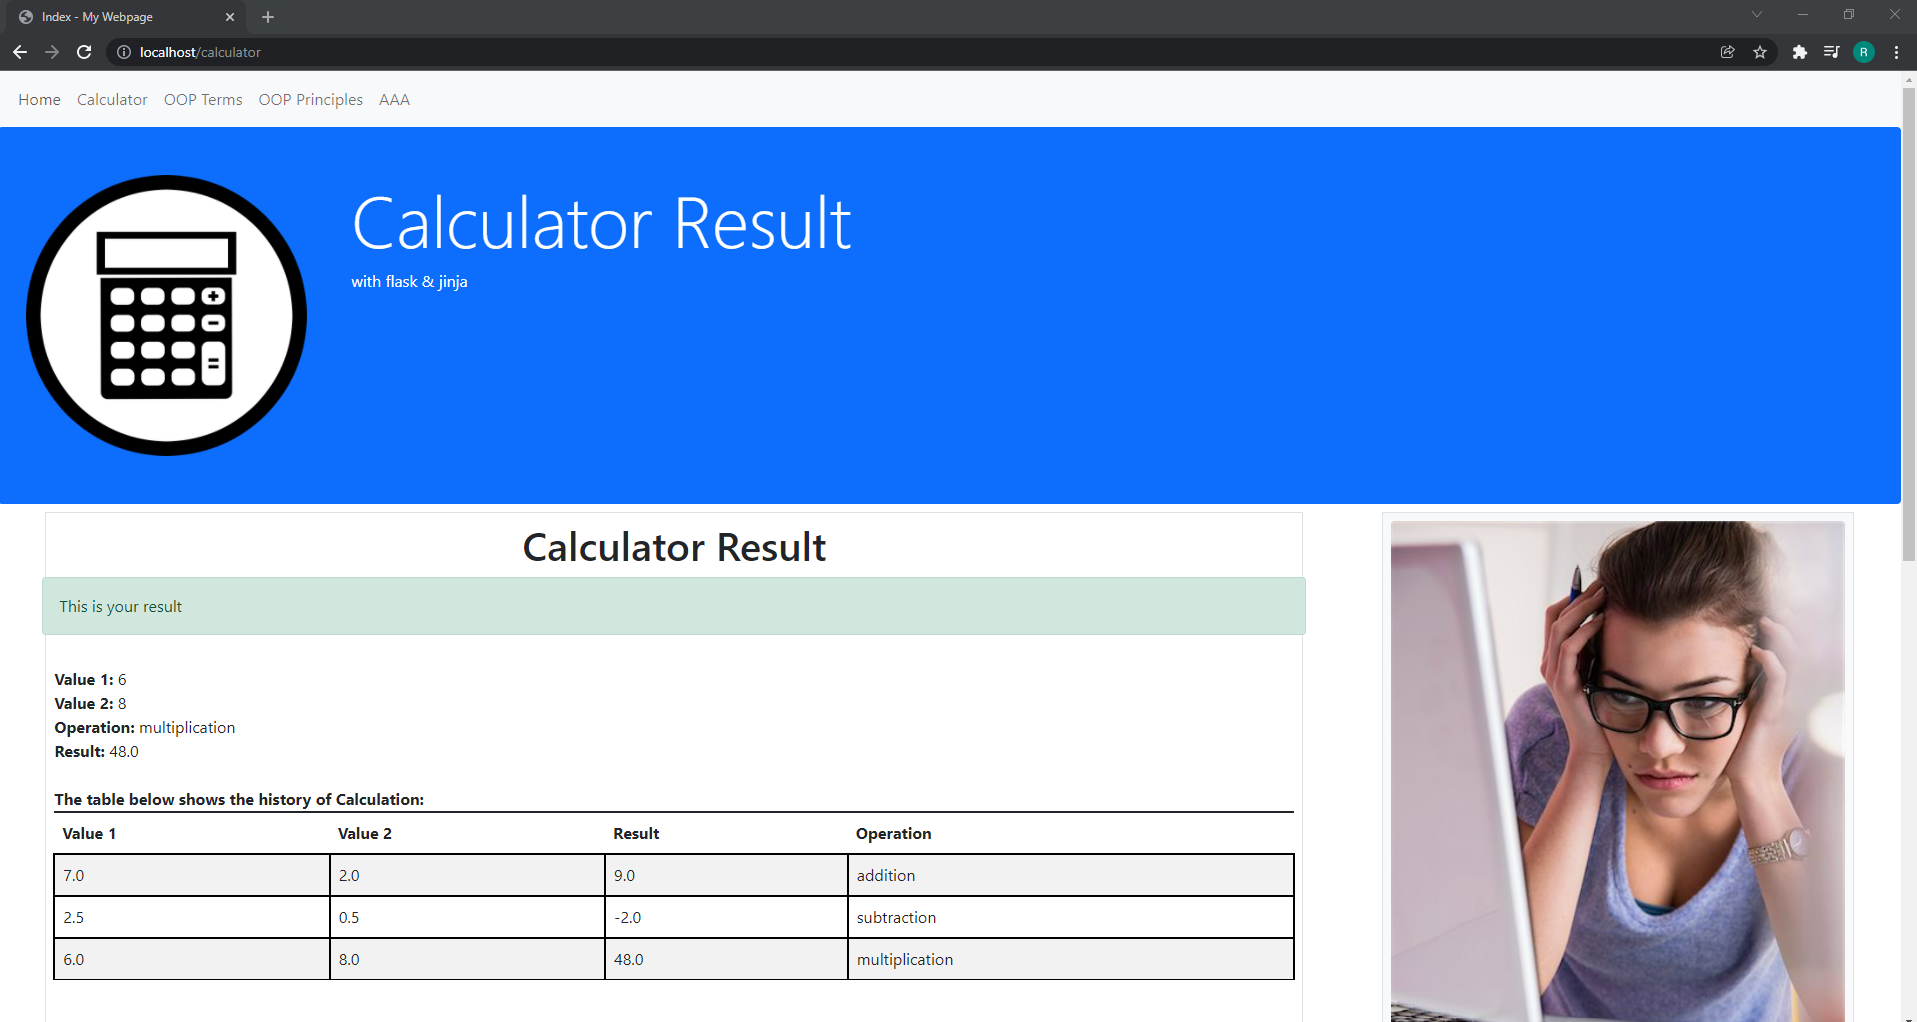 Index - My Webpage
localhost/calculator
R
Home Calculator OOP Terms OOP Principles AAA
Calculator Result
with flask & jinja
Calculator Result
This is your result
Value 1: 6
Value 2: 8
Operation: multiplication
Result: 48.0
The table below shows the history of Calculation:
Value 1 Value 2 Result Operation
7.0 2.0 9.0 addition
2.5 0.5 -2.0 subtraction
6.0 8.0 48.0 multiplication